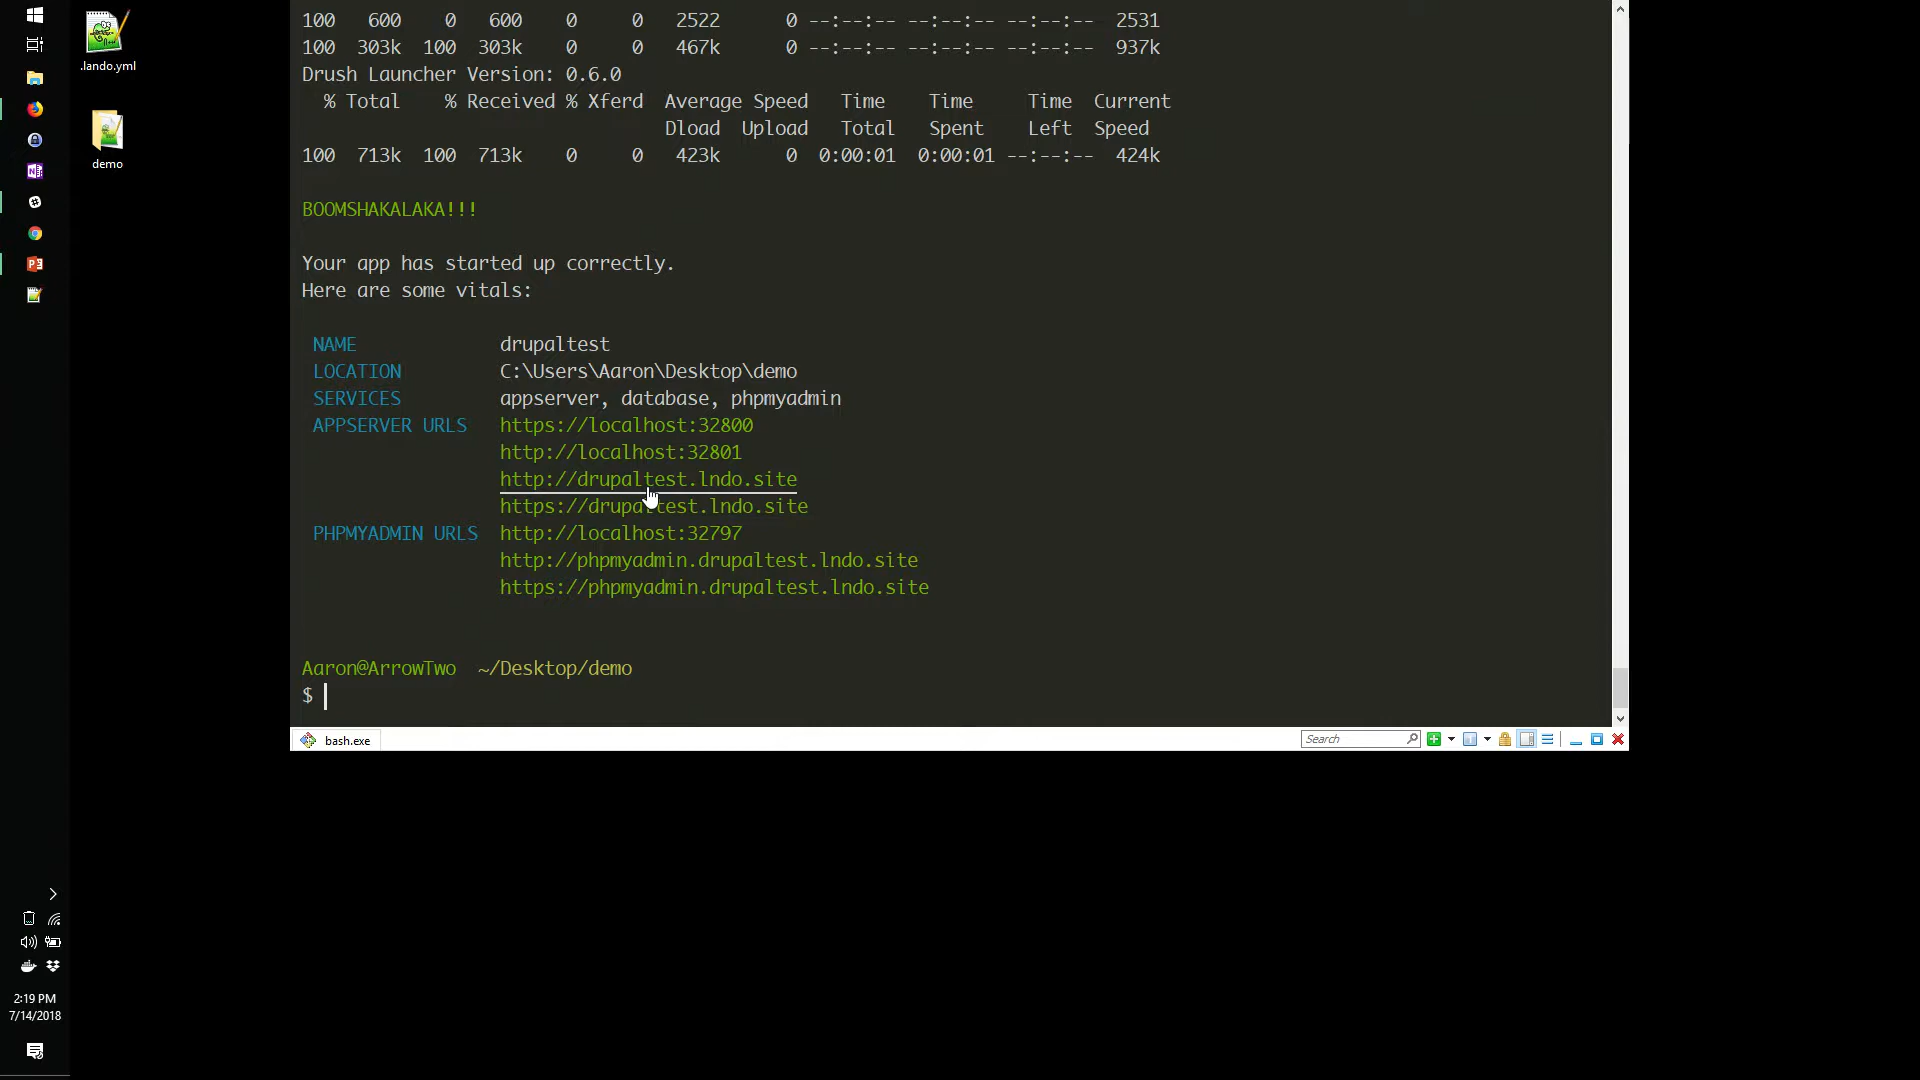 .lando.yml
demo
100   600    0   600    0     0   2522      0 --:--:-- --:--:-- --:--:--  2531
100  303k  100  303k    0     0   467k      0 --:--:-- --:--:-- --:--:--  937k
Drush Launcher Version: 0.6.0
  % Total    % Received % Xferd  Average Speed   Time    Time     Time  Current
                                 Dload  Upload   Total   Spent    Left  Speed
100  713k  100  713k    0     0   423k      0  0:00:01  0:00:01 --:--:--  424k
BOOMSHAKALAKA!!!
Your app has started up correctly.
Here are some vitals:
NAME             drupaltest
LOCATION         C:\Users\Aaron\Desktop\demo
SERVICES         appserver, database, phpmyadmin
APPSERVER URLS   https://localhost:32800
http://localhost:32801
http://drupaltest.lndo.site
https://drupaltest.lndo.site
PHPMYADMIN URLS  http://localhost:32797
http://phpmyadmin.drupaltest.lndo.site
https://phpmyadmin.drupaltest.lndo.site
Aaron@ArrowTwo  ~/Desktop/demo
$
bash.exe
Search
2:19 PM
7/14/2018